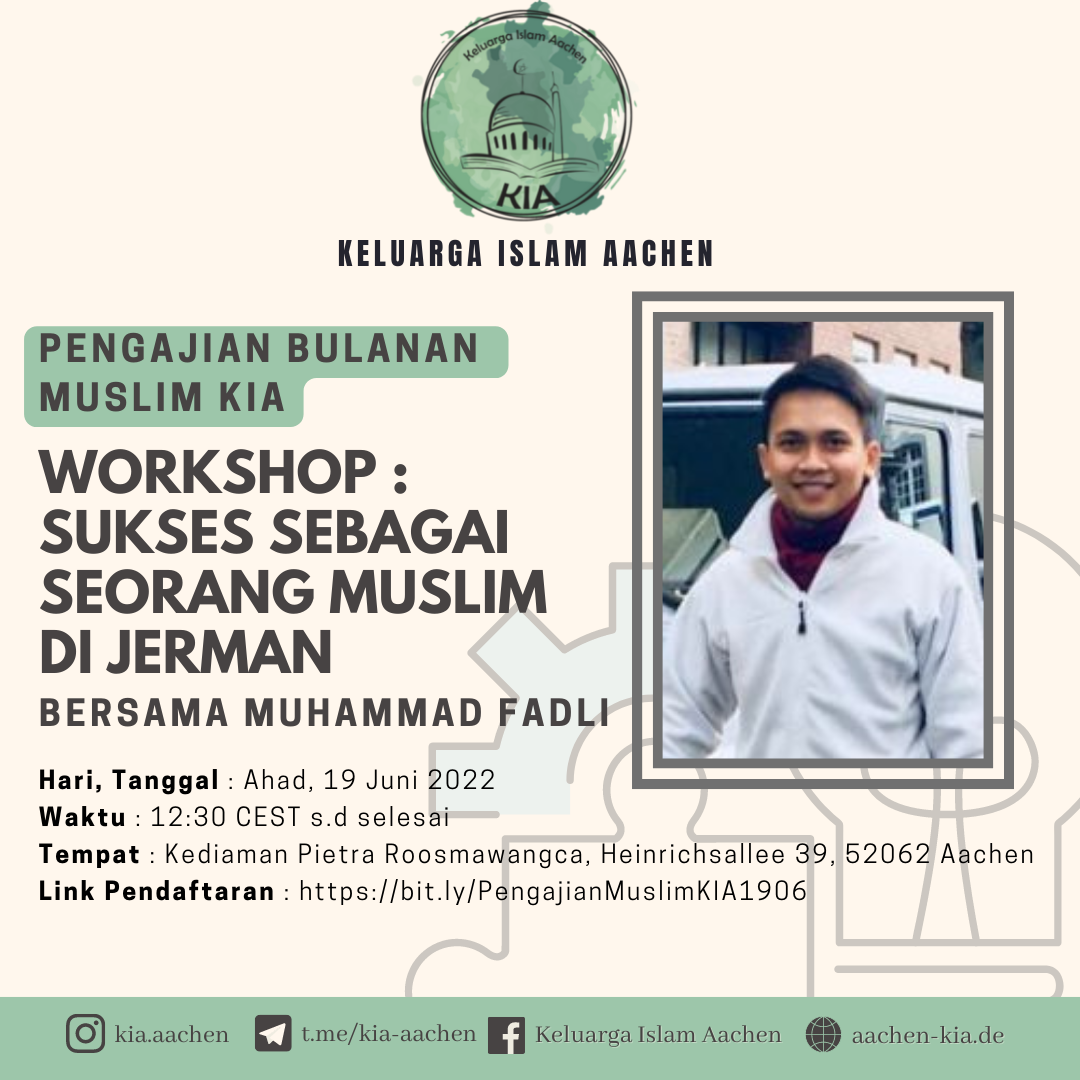 Keluarga Islam Aachen
KIA
KELUARGA ISLAM AACHEN
PENGAJIAN BULANAN
MUSLIM KIA
WORKSHOP :
SUKSES SEBAGAI
SEORANG MUSLIM
DI JERMAN
BERSAMA MUHAMMAD FADLI
Hari, Tanggal : Ahad, 19 Juni 2022
Waktu : 12:30 CEST s.d selesai
Tempat : Kediaman Pietra Roosmawangca, Heinrichsallee 39, 52062 Aachen
Link Pendaftaran : https://bit.ly/PengajianMuslimKIA1906
kia.aachen t.me/kia-aachen Keluarga Islam Aachen aachen-kia.de